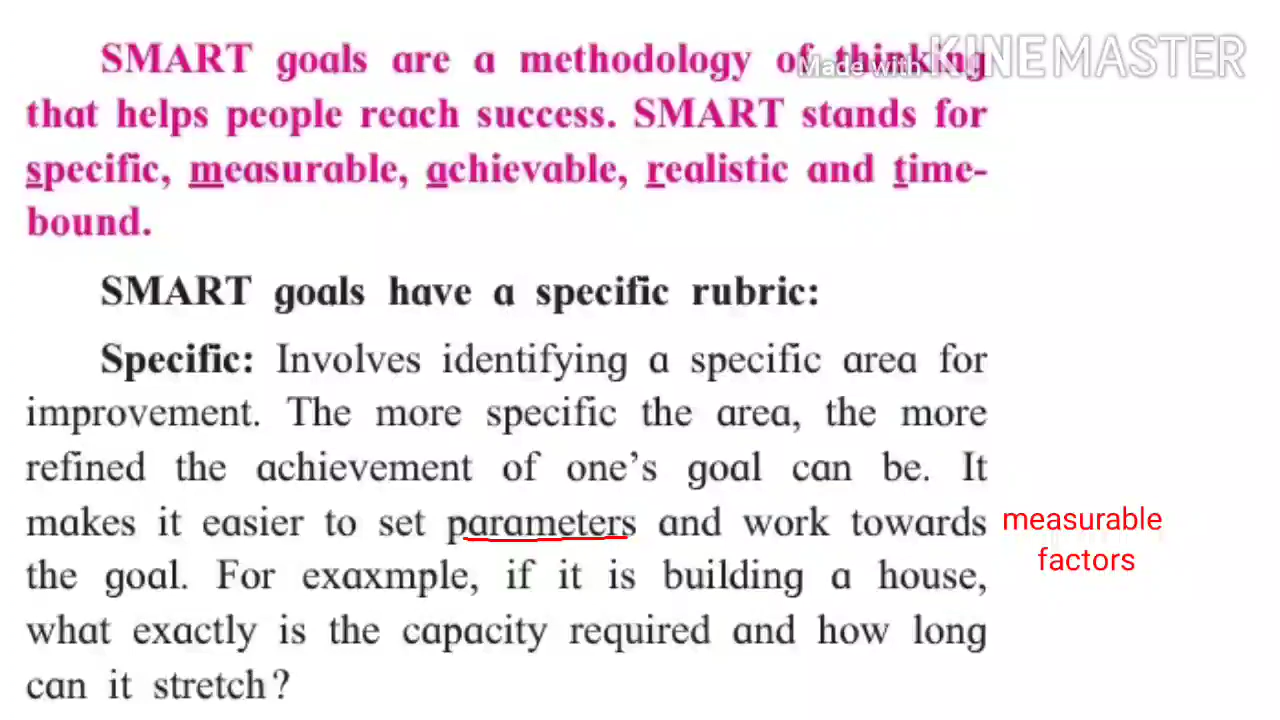 SMART goals are a methodology of thinking
Made with KINEMASTER
that helps people reach success. SMART stands for
specific, measurable, achievable, realistic and time-
bound.
SMART goals have a specific rubric:
Specific: Involves identifying a specific area for
improvement. The more specific the area, the more
refined the achievement of one's goal can be. It
makes it easier to set parameters and work towards
measurable
factors
the goal. For exaxmple, if it is building a house,
what exactly is the capacity required and how long
can it stretch?